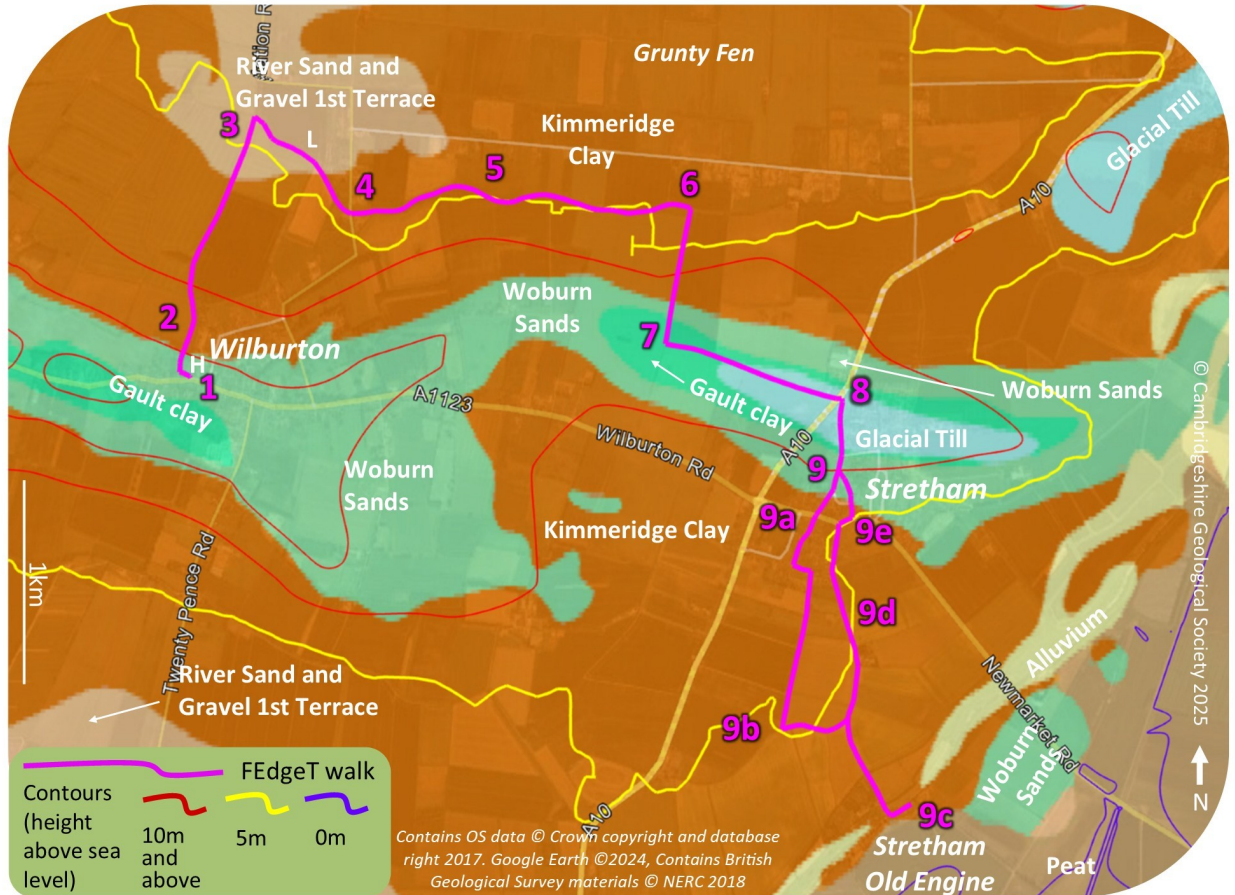 Grunty Fen
River Sand and
Gravel 1st Terrace
3
L
Kimmeridge
Clay
Glacial Till
4
5
6
A10
2
Woburn
Sands
7
Wilburton
H
1
Gault clay
A1123
Gault clay
8
Woburn Sands
Glacial Till
A10
Wilburton Rd
9
Stretham
Woburn
Sands
Kimmeridge Clay
9a
9e
1km
9d
Twenty Pence Rd
Alluvium
River Sand and
Gravel 1st Terrace
9b
Newmarket Rd
Woburn
Sands
9c
A10
Stretham
Old Engine
Peat
© Cambridgeshire Geological Society 2025
N
FEdgeT walk
Contours
(height
above sea
level)
10m
and
above
5m
0m
Contains OS data © Crown copyright and database
right 2017. Google Earth ©2024, Contains British
Geological Survey materials © NERC 2018